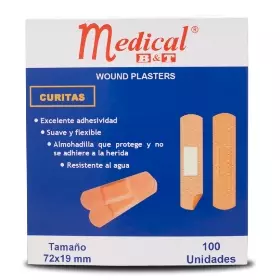 medical®
B&T
WOUND PLASTERS
CURITAS
• Excelente adhesividad
• Suave y flexible
• Almohadilla que protege y no
se adhiere a la herida
• Resistente al agua
Tamaño
72x19 mm
100
Unidades